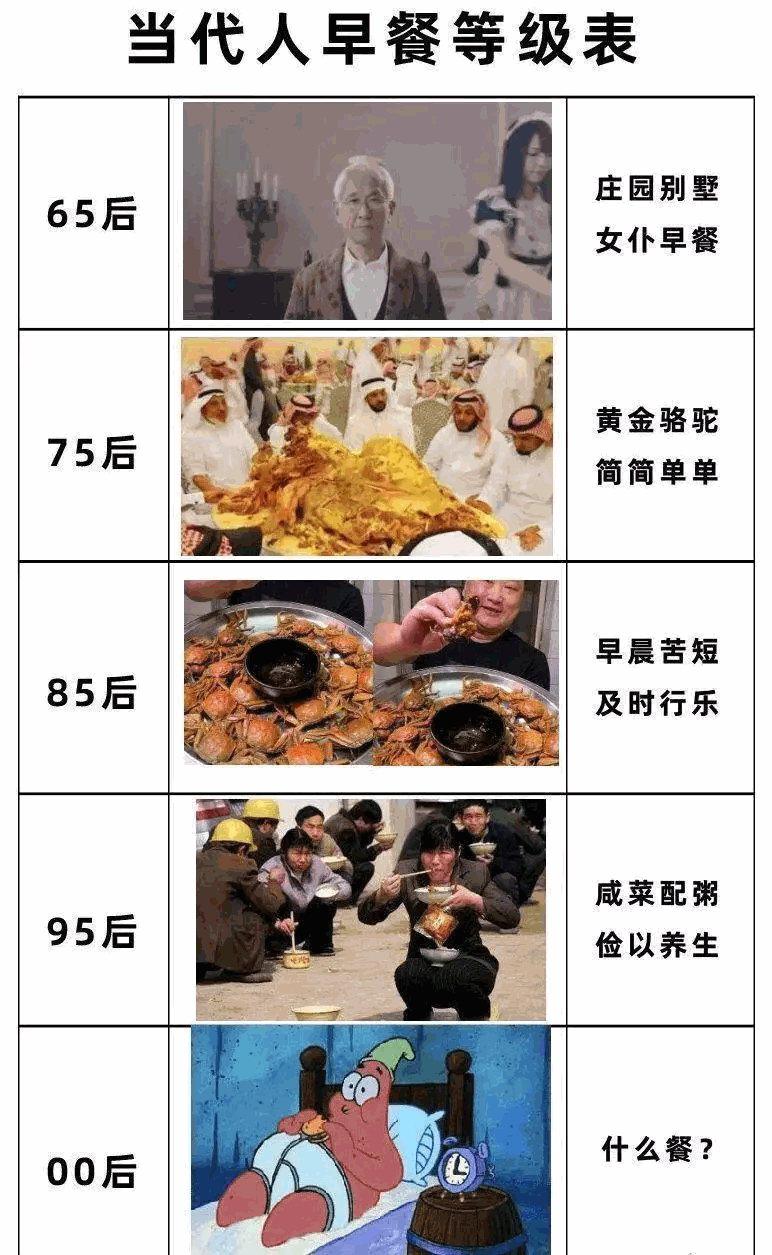 当代人早餐等级表
65后
庄园别墅
女仆早餐
75后
黄金骆驼
简简单单
85后
早晨苦短
及时行乐
95后
咸菜配粥
俭以养生
00后
什么餐？